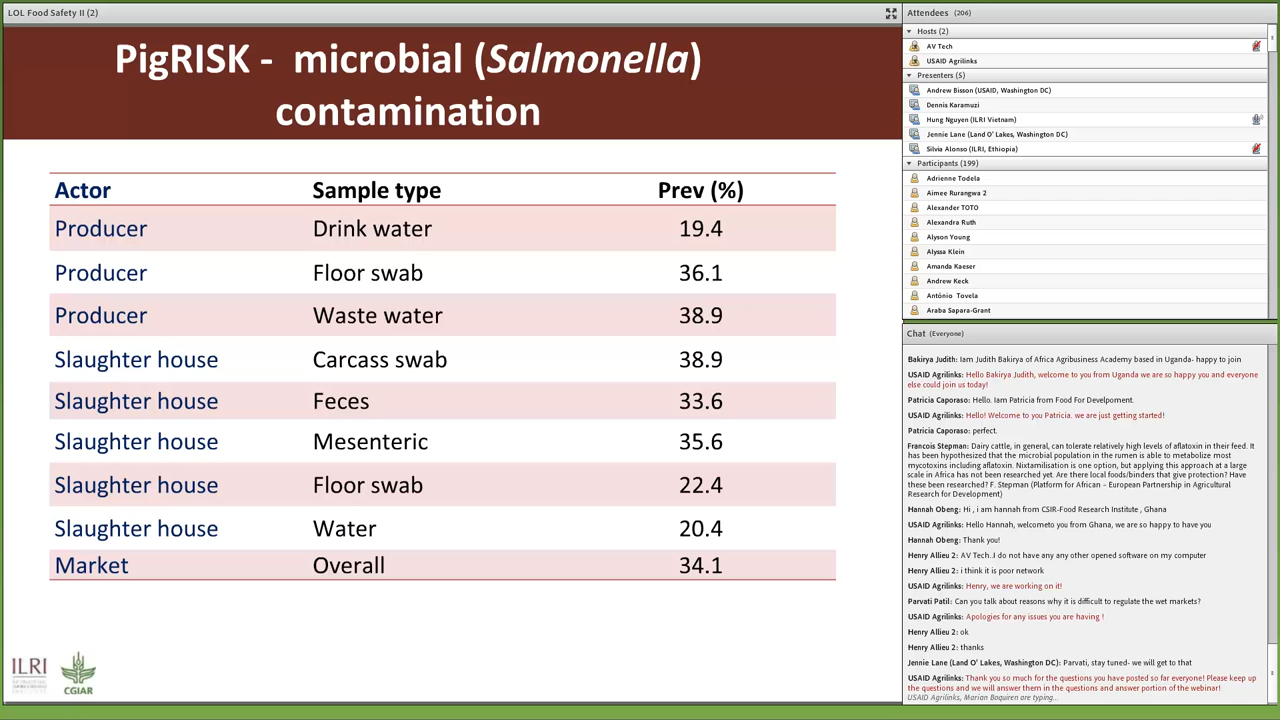 LOL Food Safety II (2)
PigRISK - microbial (Salmonella)
contamination
Actor Sample type Prev (%)
Producer Drink water 19.4
Producer Floor swab 36.1
Producer Waste water 38.9
Slaughter house Carcass swab 38.9
Slaughter house Feces 33.6
Slaughter house Mesenteric 35.6
Slaughter house Floor swab 22.4
Slaughter house Water 20.4
Market Overall 34.1
ILRI
CGIAR
Attendees (206)
Hosts (2)
AV Tech
USAID Agrilinks
Presenters (5)
Andrew Bisson (USAID, Washington DC)
Dennis Karamuzi
Hung Nguyen (ILRI Vietnam)
Jennie Lane (Land O' Lakes, Washington DC)
Silvia Alonso (ILRI, Ethiopia)
Participants (199)
Adrienne Todela
Aimee Rurangwa 2
Alexander TOTO
Alexandra Ruth
Alyson Young
Alyssa Klein
Amanda Kaeser
Andrew Keck
António Tovela
Araba Sapara-Grant
Chat (Everyone)
Bakirya Judith: Iam Judith Bakirya of Africa Agribusiness Academy based in Uganda- happy to join
USAID Agrilinks: Hello Bakirya Judith, welcome to you from Uganda we are so happy you and everyone
else could join us today!
Patricia Caporaso: Hello. Iam Patricia from Food For Develpoment.
USAID Agrilinks: Hello! Welcome to you Patricia. we are just getting started!
Patricia Caporaso: perfect.
Francois Stepman: Dairy cattle, in general, can tolerate relatively high levels of aflatoxin in their feed. It
has been hypothesized that the microbial population in the rumen is able to metabolize most
mycotoxins including aflatoxin. Nixtamilisation is one option, but applying this approach at a large
scale in Africa has not been researched yet. Are there local foods/binders that give protection? Have
these been researched? F. Stepman (Platform for African – European Partnership in Agricultural
Research for Development)
Hannah Obeng: Hi , i am hannah from CSIR-Food Research Institute , Ghana
USAID Agrilinks: Hello Hannah, welcometo you from Ghana, we are so happy to have you
Hannah Obeng: Thank you!
Henry Allieu 2: AV Tech..I do not have any any other opened software on my computer
Henry Allieu 2: i think it is poor network
USAID Agrilinks: Henry, we are working on it!
Parvati Patil: Can you talk about reasons why it is difficult to regulate the wet markets?
USAID Agrilinks: Apologies for any issues you are having !
Henry Allieu 2: ok
Henry Allieu 2: thanks
Jennie Lane (Land O' Lakes, Washington DC): Parvati, stay tuned- we will get to that
USAID Agrilinks: Thank you so much for the questions you have posted so far everyone! Please keep up
the questions and we will answer them in the questions and answer portion of the webinar!
USAID Agrilinks, Marian Boquiren are typing...